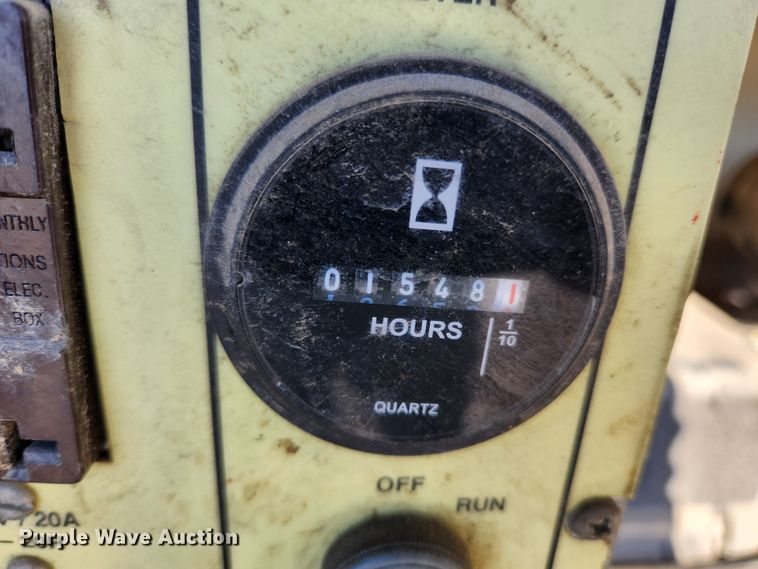 NTHLY
TIONS
ELEC.
BOX
0 1 5 4 8 1
HOURS
1/10
QUARTZ
OFF
RUN
20A
Purple Wave Auction